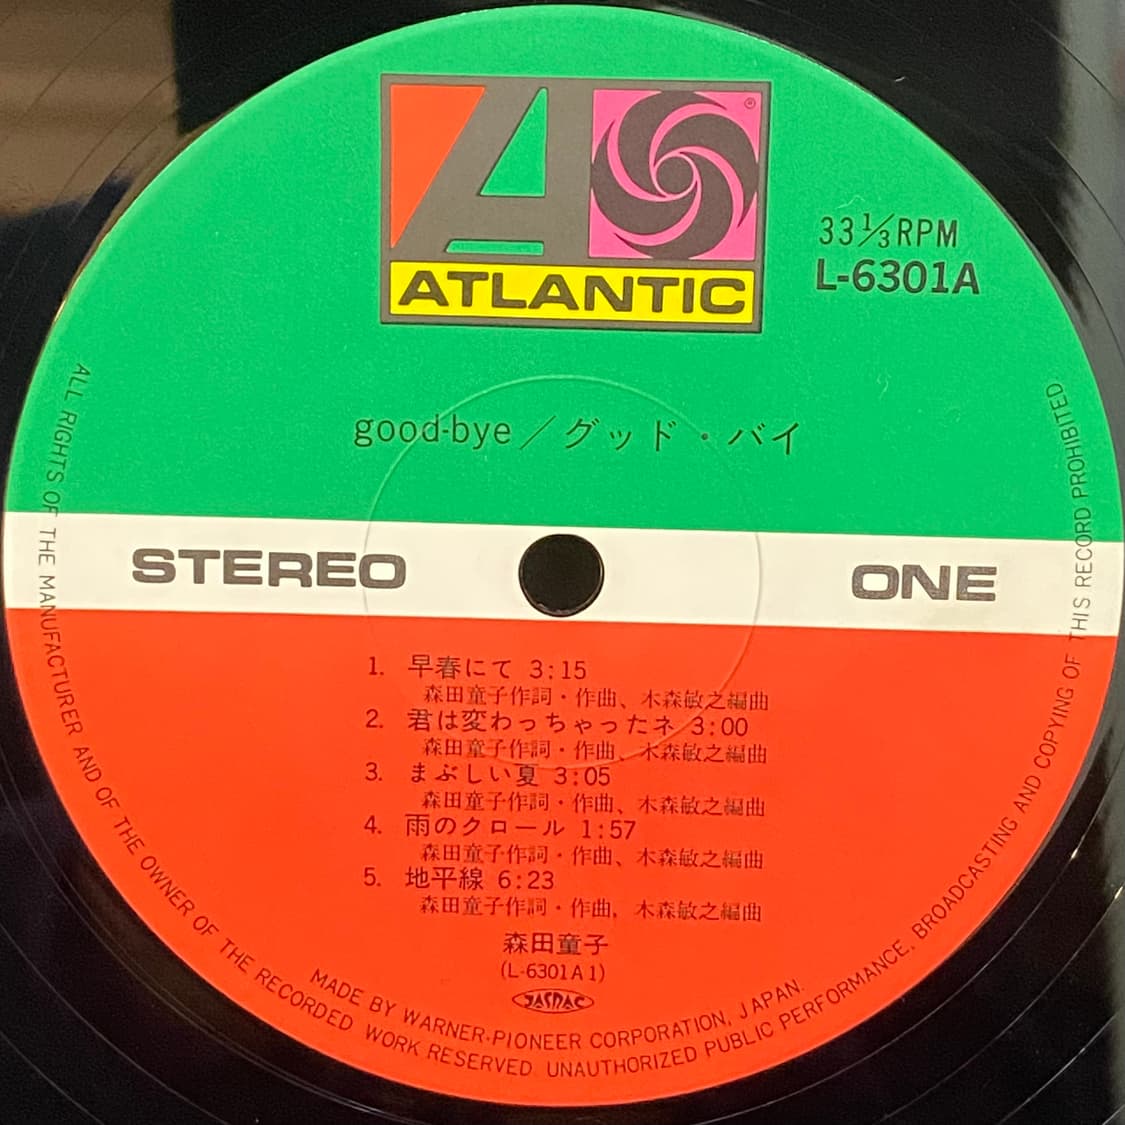 ATLANTIC
®
33 1/3 RPM
L-6301A
good-bye／グッド・バイ
STEREO
ONE
1. 早春にて 3:15
森田童子作詞・作曲、木森敏之編曲
2. 君は変わっちゃったネ 3:00
森田童子作詞・作曲、木森敏之編曲
3. まぶしい夏 3:05
森田童子作詞・作曲、木森敏之編曲
4. 雨のクロール 1:57
森田童子作詞・作曲、木森敏之編曲
5. 地平線 6:23
森田童子作詞・作曲、木森敏之編曲
森田童子
(L-6301A1)
JASRAC
MADE BY WARNER-PIONEER CORPORATION, JAPAN.
ALL RIGHTS OF THE MANUFACTURER AND OF THE OWNER OF THE RECORDED WORK RESERVED. UNAUTHORIZED PUBLIC PERFORMANCE, BROADCASTING AND COPYING OF THIS RECORD PROHIBITED.